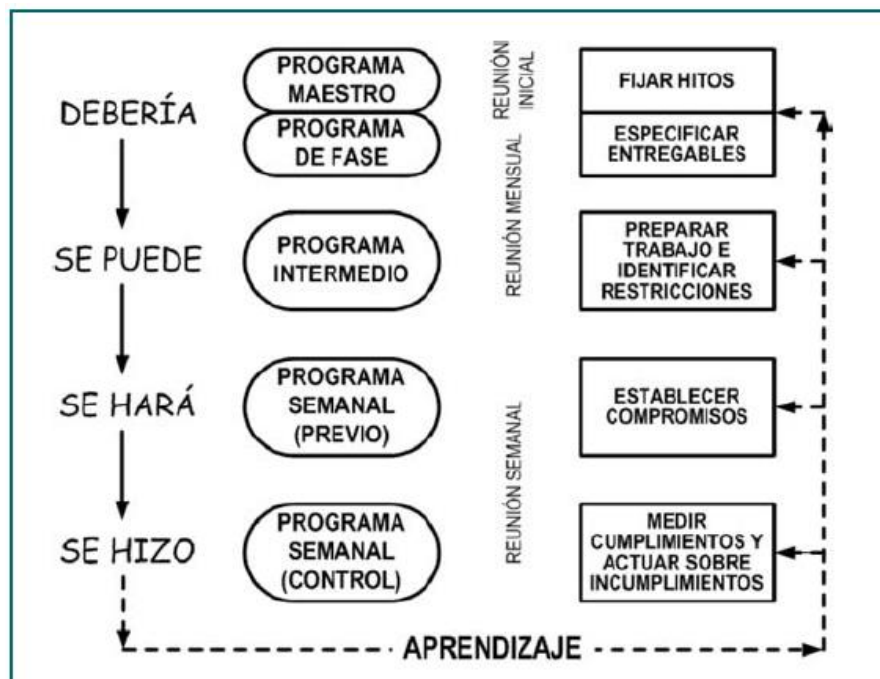 DEBERÍA
PROGRAMA
MAESTRO
PROGRAMA
DE FASE
REUNIÓN
INICIAL
FIJAR HITOS
ESPECIFICAR
ENTREGABLES
SE PUEDE
PROGRAMA
INTERMEDIO
REUNIÓN MENSUAL
PREPARAR
TRABAJO E
IDENTIFICAR
RESTRICCIONES
SE HARÁ
PROGRAMA
SEMANAL
(PREVIO)
REUNIÓN SEMANAL
ESTABLECER
COMPROMISOS
SE HIZO
PROGRAMA
SEMANAL
(CONTROL)
MEDIR
CUMPLIMIENTOS Y
ACTUAR SOBRE
INCUMPLIMIENTOS
APRENDIZAJE